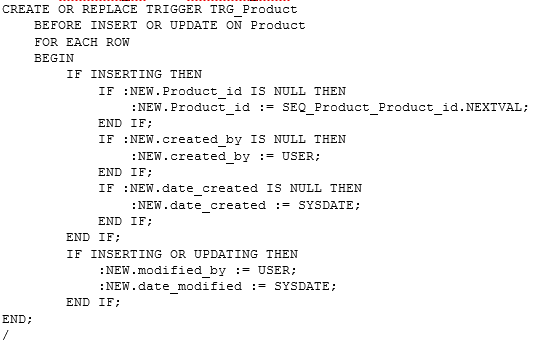 CREATE OR REPLACE TRIGGER TRG_Product
    BEFORE INSERT OR UPDATE ON Product
    FOR EACH ROW
    BEGIN
        IF INSERTING THEN
            IF :NEW.Product_id IS NULL THEN
                :NEW.Product_id := SEQ_Product_Product_id.NEXTVAL;
            END IF;
            IF :NEW.created_by IS NULL THEN
                :NEW.created_by := USER;
            END IF;
            IF :NEW.date_created IS NULL THEN
                :NEW.date_created := SYSDATE;
            END IF;
        END IF;
        IF INSERTING OR UPDATING THEN
            :NEW.modified_by := USER;
            :NEW.date_modified := SYSDATE;
        END IF;
END;
/